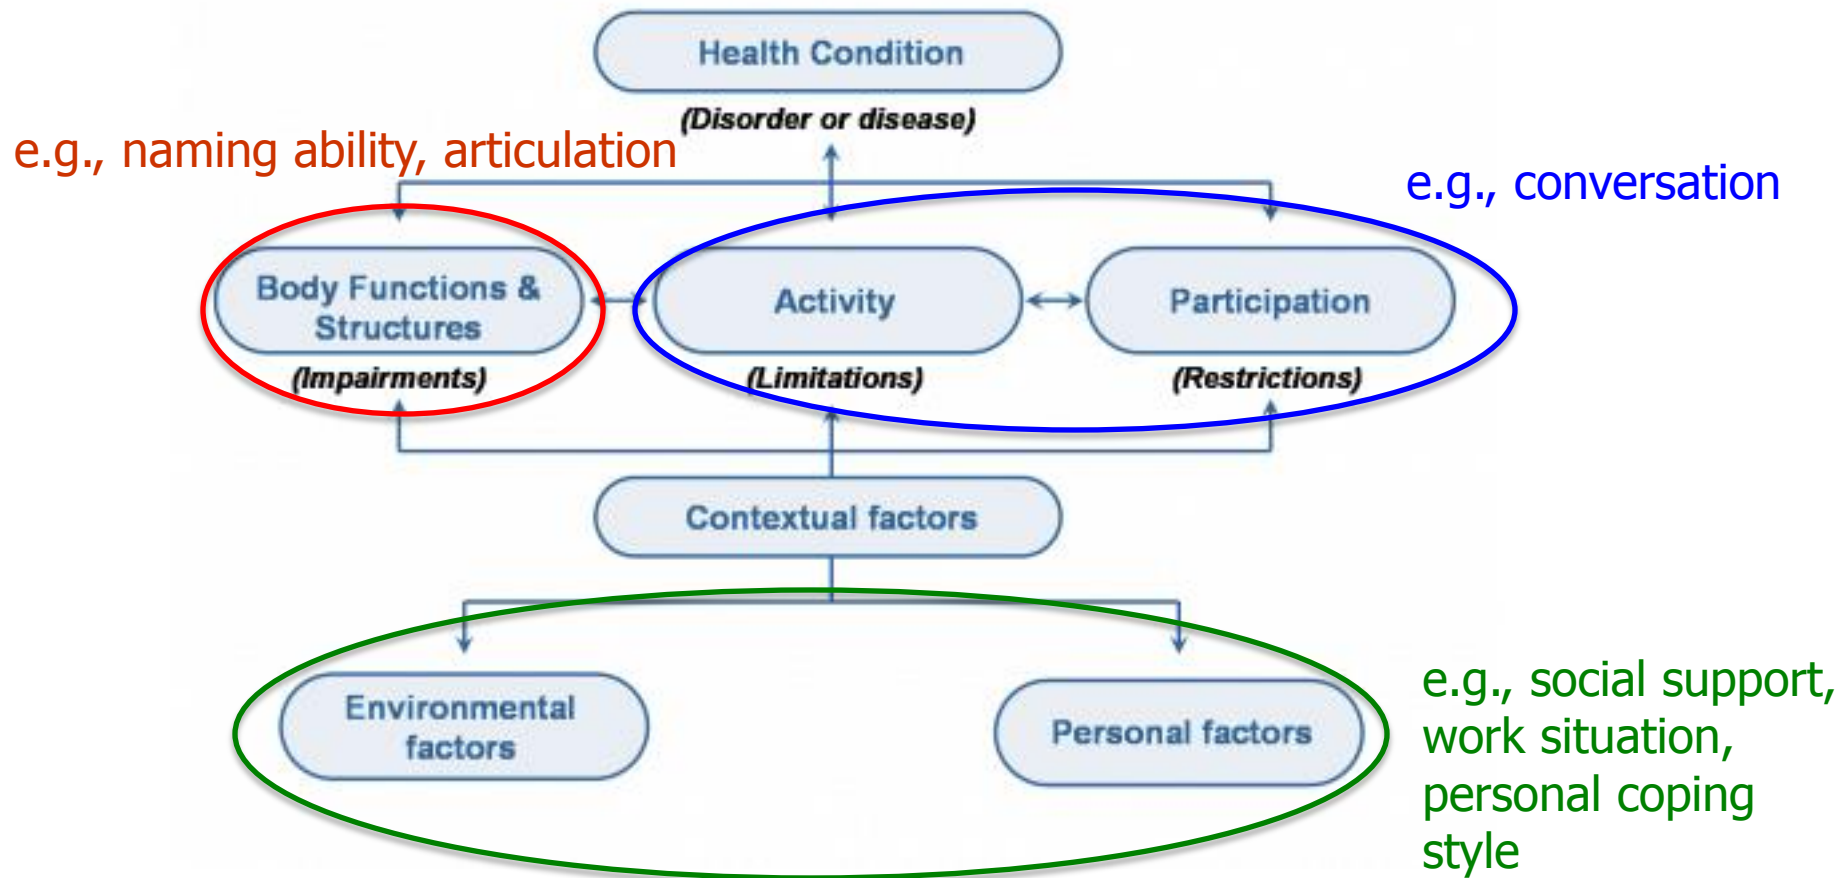 Health Condition
(Disorder or disease)
e.g., naming ability, articulation
e.g., conversation
Body Functions &
Structures
(Impairments)
Activity
(Limitations)
Participation
(Restrictions)
Contextual factors
Environmental
factors
Personal factors
e.g., social support,
work situation,
personal coping
style